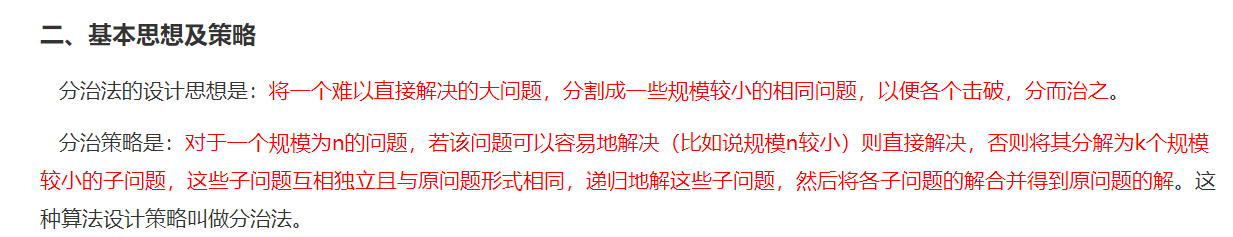 二、基本思想及策略
分治法的设计思想是：将一个难以直接解决的大问题，分割成一些规模较小的相同问题，以便各个击破，分而治之。
分治策略是：对于一个规模为n的问题，若该问题可以容易地解决（比如说规模n较小）则直接解决，否则将其分解为k个规模
较小的子问题，这些子问题互相独立且与原问题形式相同，递归地解这些子问题，然后将各子问题的解合并得到原问题的解。这
种算法设计策略叫做分治法。